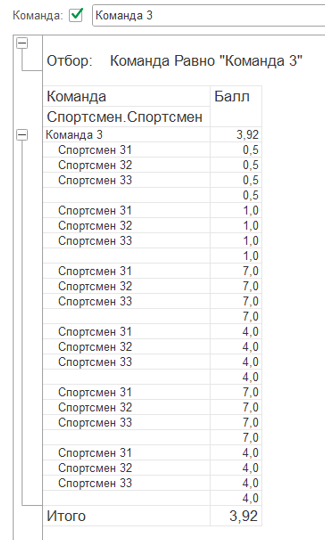 Команда: Команда 3
Отбор: Команда Равно "Команда 3"
Команда Балл
Спортсмен.Спортсмен
Команда 3 3,92
Спортсмен 31 0,5
Спортсмен 32 0,5
Спортсмен 33 0,5
0,5
Спортсмен 31 1,0
Спортсмен 32 1,0
Спортсмен 33 1,0
1,0
Спортсмен 31 7,0
Спортсмен 32 7,0
Спортсмен 33 7,0
7,0
Спортсмен 31 4,0
Спортсмен 32 4,0
Спортсмен 33 4,0
4,0
Спортсмен 31 7,0
Спортсмен 32 7,0
Спортсмен 33 7,0
7,0
Спортсмен 31 4,0
Спортсмен 32 4,0
Спортсмен 33 4,0
4,0
Итого 3,92